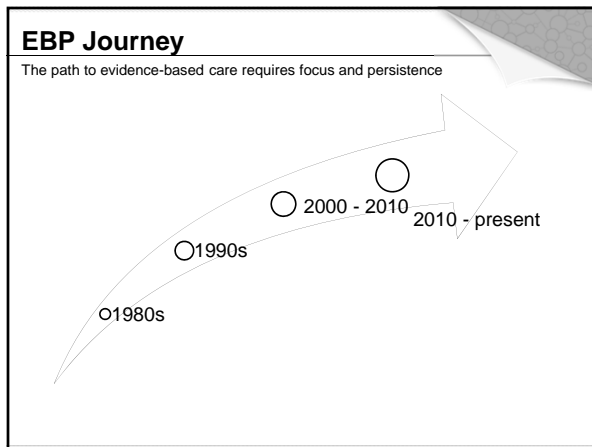 EBP Journey
The path to evidence-based care requires focus and persistence
2000 - 2010
2010 - present
1990s
1980s